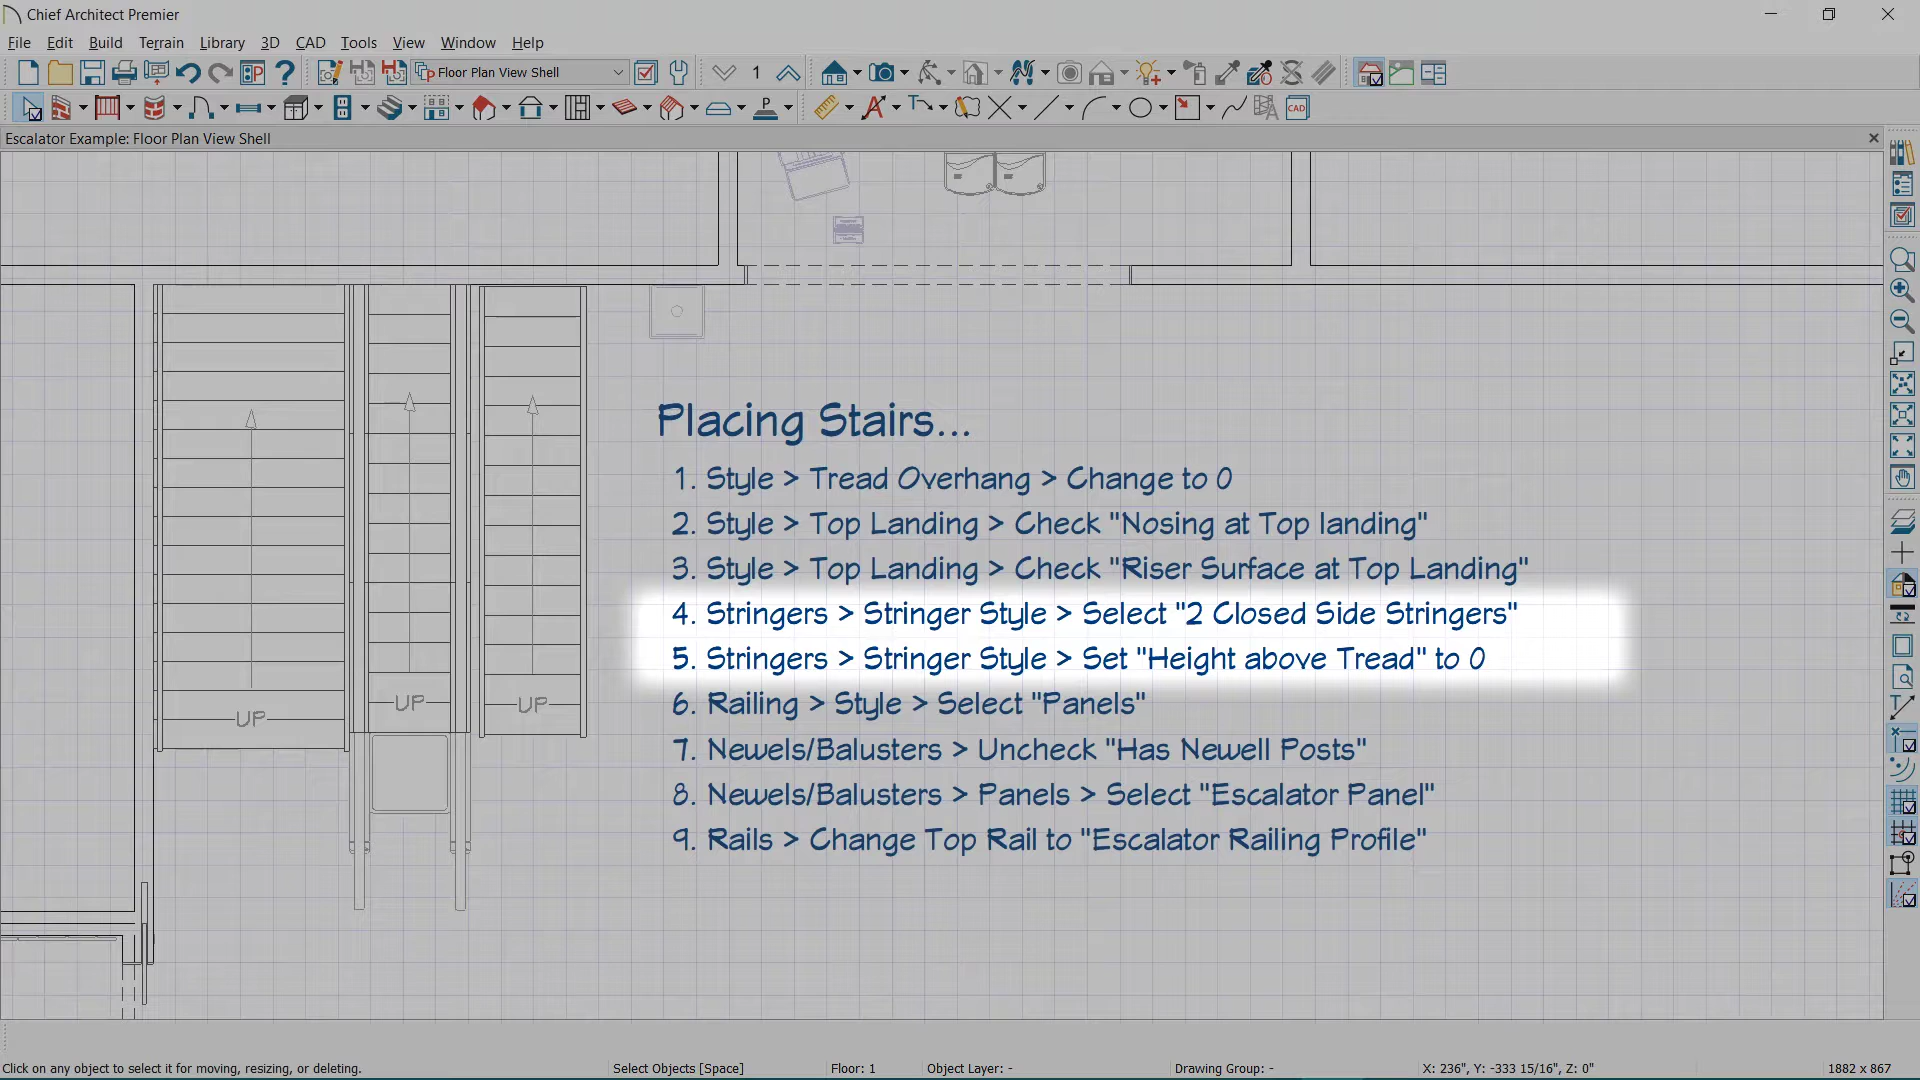 Chief Architect Premier
File Edit Build Terrain Library 3D CAD Tools View Window Help
Floor Plan View Shell 1
P CAD
Escalator Example: Floor Plan View Shell
Placing Stairs...
1. Style > Tread Overhang > Change to 0
2. Style > Top Landing > Check "Nosing at Top landing"
3. Style > Top Landing > Check "Riser Surface at Top Landing"
4. Stringers > Stringer Style > Select "2 Closed Side Stringers"
5. Stringers > Stringer Style > Set "Height above Tread" to 0
6. Railing > Style > Select "Panels"
7. Newels/Balusters > Uncheck "Has Newell Posts"
8. Newels/Balusters > Panels > Select "Escalator Panel"
9. Rails > Change Top Rail to "Escalator Railing Profile"
UP UP UP
Click on any object to select it for moving, resizing, or deleting. Select Objects [Space] Floor: 1 Object Layer: - Drawing Group: - X: 236", Y: -333 15/16", Z: 0" 1882 x 867